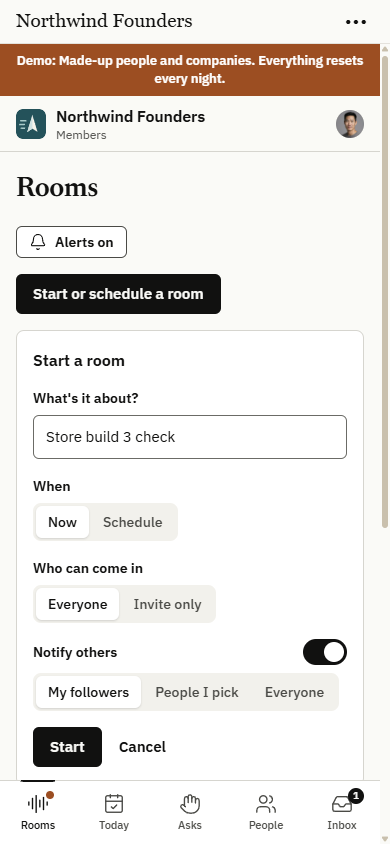 Northwind Founders
Demo: Made-up people and companies. Everything resets
every night.
Northwind Founders
Members
Rooms
Alerts on
Start or schedule a room
Start a room
What's it about?
Store build 3 check
When
Now Schedule
Who can come in
Everyone Invite only
Notify others
My followers People I pick Everyone
Start Cancel
1
Rooms Today Asks People Inbox